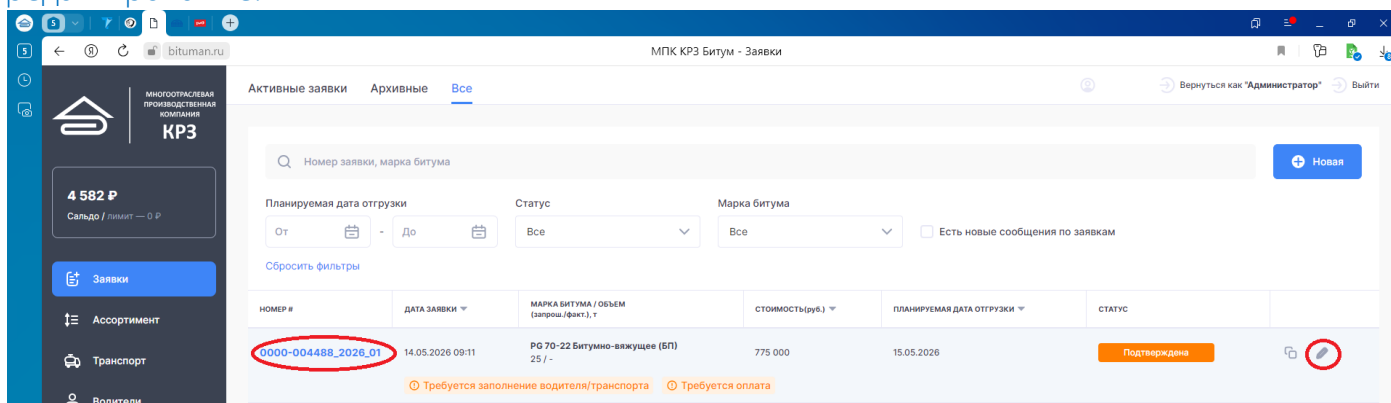 5
5
bituman.ru
МПК КРЗ Битум - Заявки
МНОГООТРАСЛЕВАЯ
ПРОИЗВОДСТВЕННАЯ
КОМПАНИЯ
КРЗ
Активные заявки Архивные Все
Вернуться как "Администратор" Выйти
Номер заявки, марка битума
Новая
4 582 ₽
Сальдо / лимит — 0 ₽
Планируемая дата отгрузки Статус Марка битума
От - До Все Все Есть новые сообщения по заявкам
Сбросить фильтры
Заявки
Ассортимент
Транспорт
Водители
НОМЕР # ДАТА ЗАЯВКИ МАРКА БИТУМА / ОБЪЕМ (запрош./факт.), т СТОИМОСТЬ(руб.) ПЛАНИРУЕМАЯ ДАТА ОТГРУЗКИ СТАТУС
0000-004488_2026_01 14.05.2026 09:11 PG 70-22 Битумно-вяжущее (БП) 775 000 15.05.2026 Подтверждена
25 / -
Требуется заполнение водителя/транспорта Требуется оплата